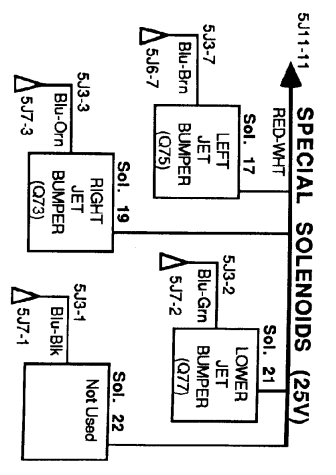 SPECIAL SOLENOIDS (25V)
5J11-11
RED-WHT
5J3-7
Blu-Brn
5J6-7
Sol. 17
LEFT
JET
BUMPER
(Q75)
5J3-3
Blu-Orn
5J7-3
Sol. 19
RIGHT
JET
BUMPER
(Q73)
5J3-2
Blu-Grn
5J7-2
Sol. 21
LOWER
JET
BUMPER
(Q77)
5J3-1
Blu-Blk
5J7-1
Sol. 22
Not Used